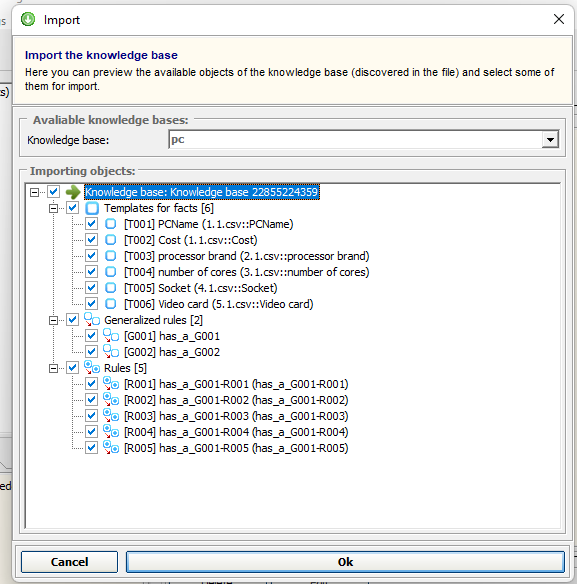 Import
Import the knowledge base
Here you can preview the available objects of the knowledge base (discovered in the file) and select some of
them for import.
Avaliable knowledge bases:
Knowledge base:
pc
Importing objects:
Knowledge base: Knowledge base 22855224359
Templates for facts [6]
[T001] PCName (1.1.csv::PCName)
[T002] Cost (1.1.csv::Cost)
[T003] processor brand (2.1.csv::processor brand)
[T004] number of cores (3.1.csv::number of cores)
[T005] Socket (4.1.csv::Socket)
[T006] Video card (5.1.csv::Video card)
Generalized rules [2]
[G001] has_a_G001
[G002] has_a_G002
Rules [5]
[R001] has_a_G001-R001 (has_a_G001-R001)
[R002] has_a_G001-R002 (has_a_G001-R002)
[R003] has_a_G001-R003 (has_a_G001-R003)
[R004] has_a_G001-R004 (has_a_G001-R004)
[R005] has_a_G001-R005 (has_a_G001-R005)
Cancel
Ok